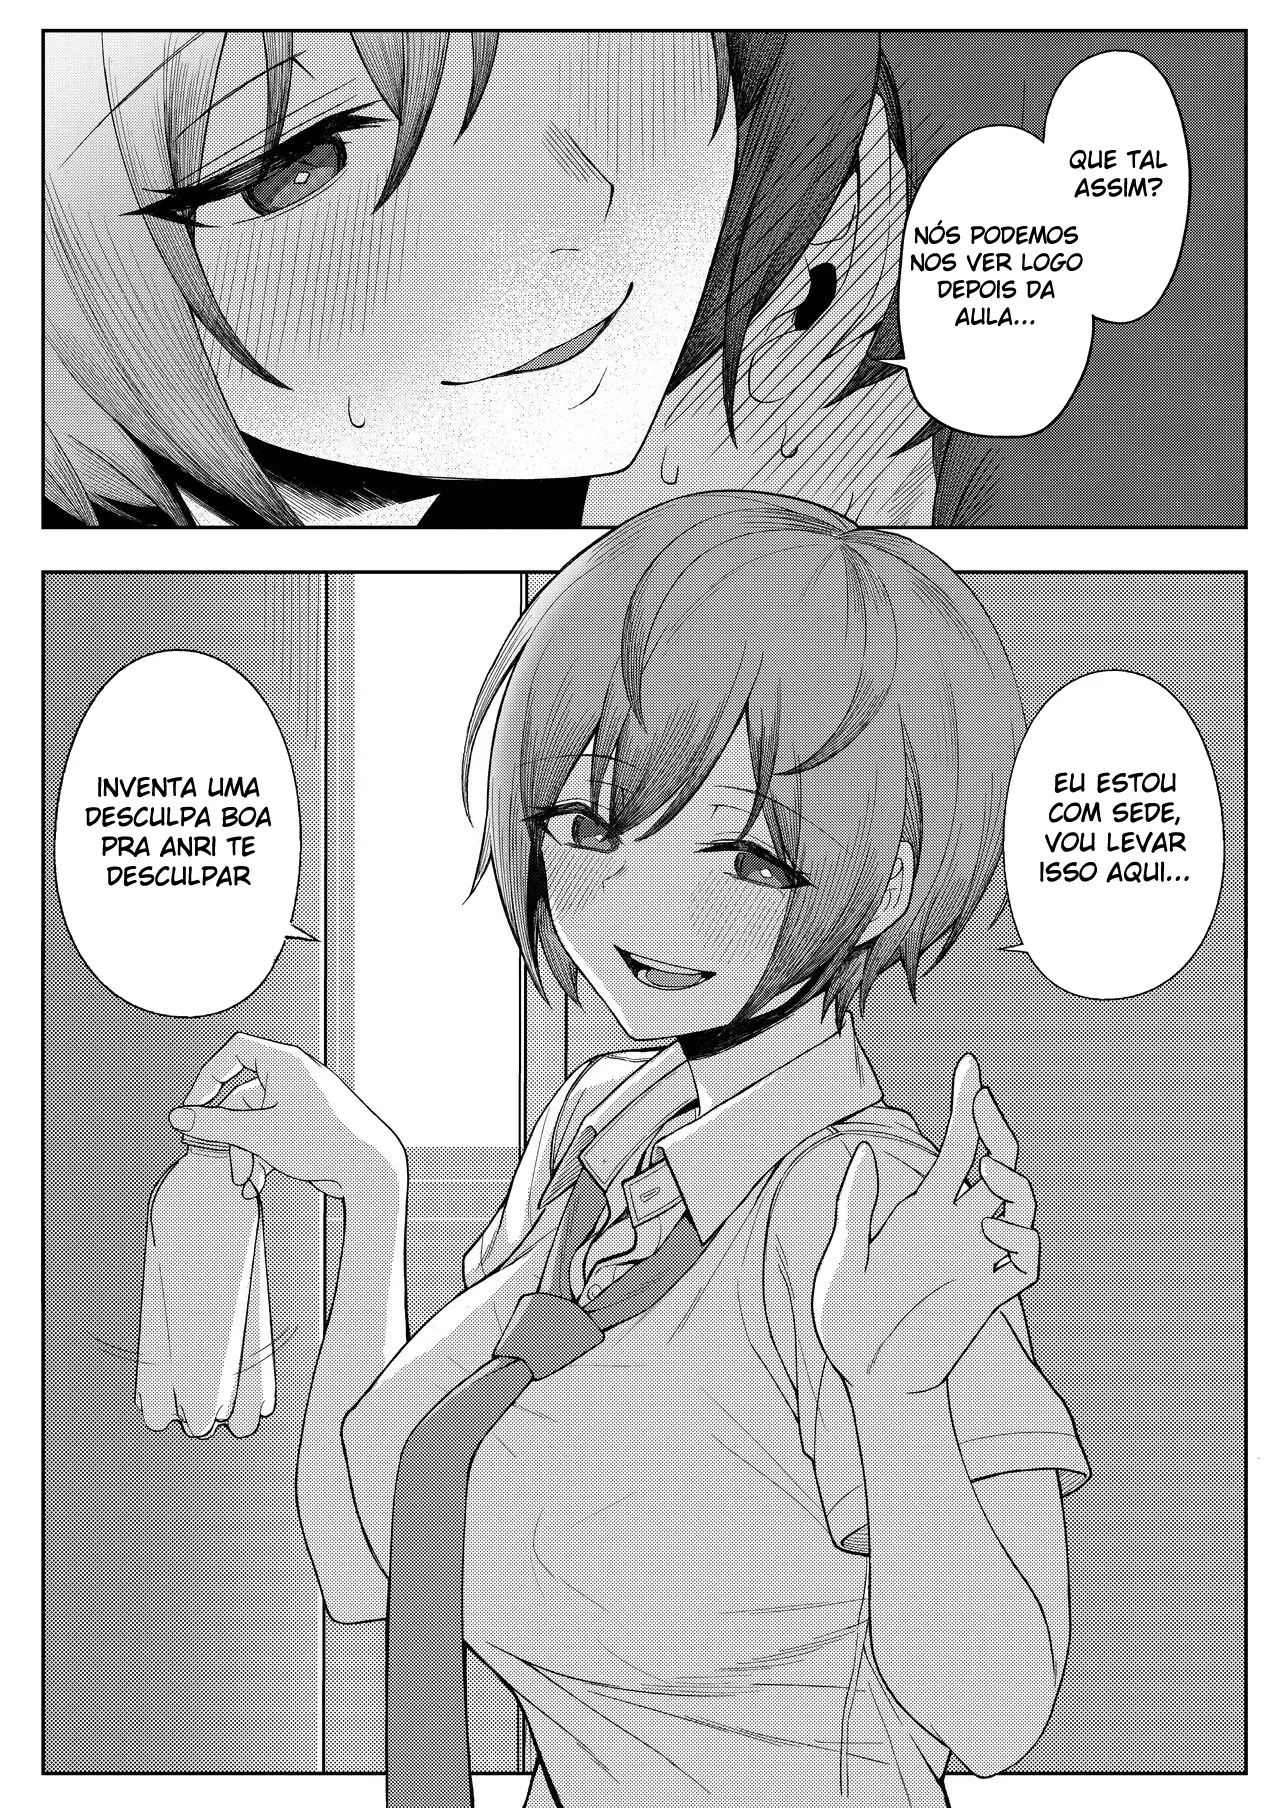 QUE TAL
ASSIM?
NÓS PODEMOS
NOS VER LOGO
DEPOIS DA
AULA...
EU ESTOU
COM SEDE,
VOU LEVAR
ISSO AQUI...
INVENTA UMA
DESCULPA BOA
PRA ANRI TE
DESCULPAR